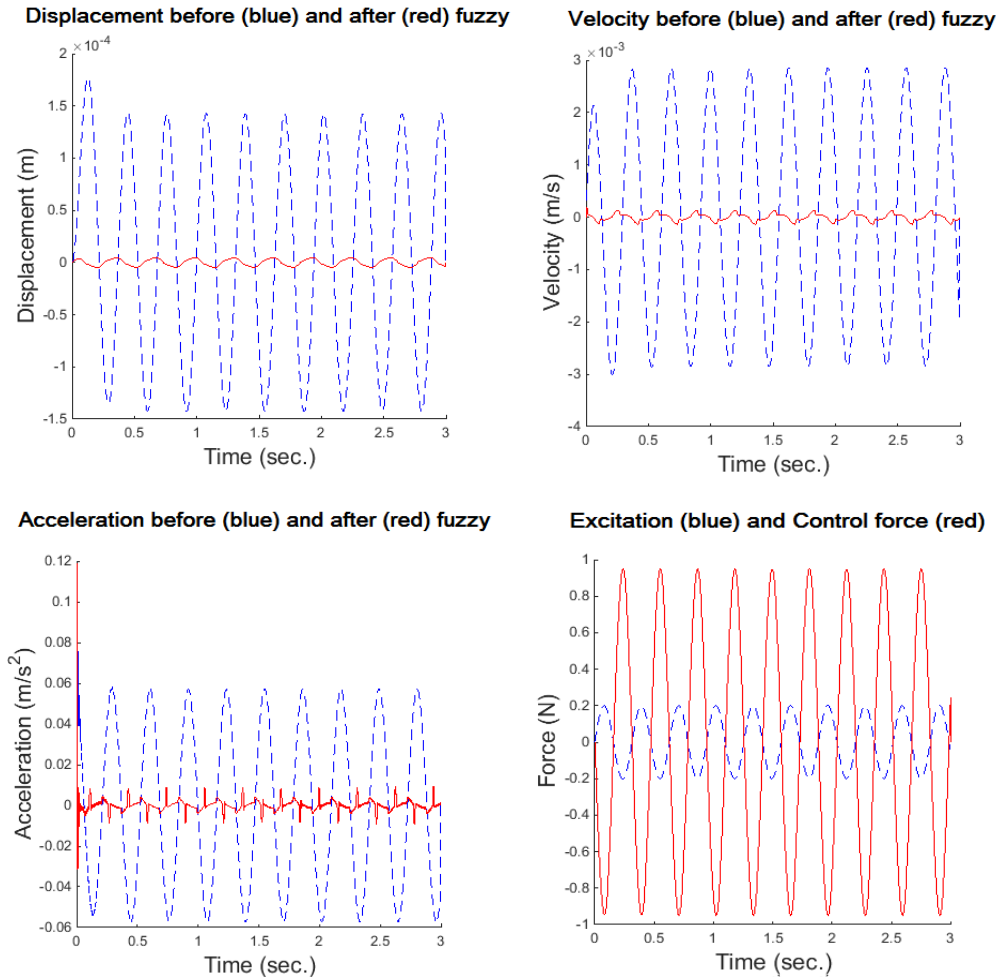 Displacement before (blue) and after (red) fuzzy
×10⁻⁴
2
1.5
1
0.5
0
-0.5
-1
-1.5
Displacement (m)
0 0.5 1 1.5 2 2.5 3
Time (sec.)
Velocity before (blue) and after (red) fuzzy
×10⁻³
3
2
1
0
-1
-2
-3
-4
Velocity (m/s)
0 0.5 1 1.5 2 2.5 3
Time (sec.)
Acceleration before (blue) and after (red) fuzzy
0.12
0.1
0.08
0.06
0.04
0.02
0
-0.02
-0.04
-0.06
Acceleration (m/s²)
0 0.5 1 1.5 2 2.5 3
Time (sec.)
Excitation (blue) and Control force (red)
1
0.8
0.6
0.4
0.2
0
-0.2
-0.4
-0.6
-0.8
-1
Force (N)
0 0.5 1 1.5 2 2.5 3
Time (sec.)